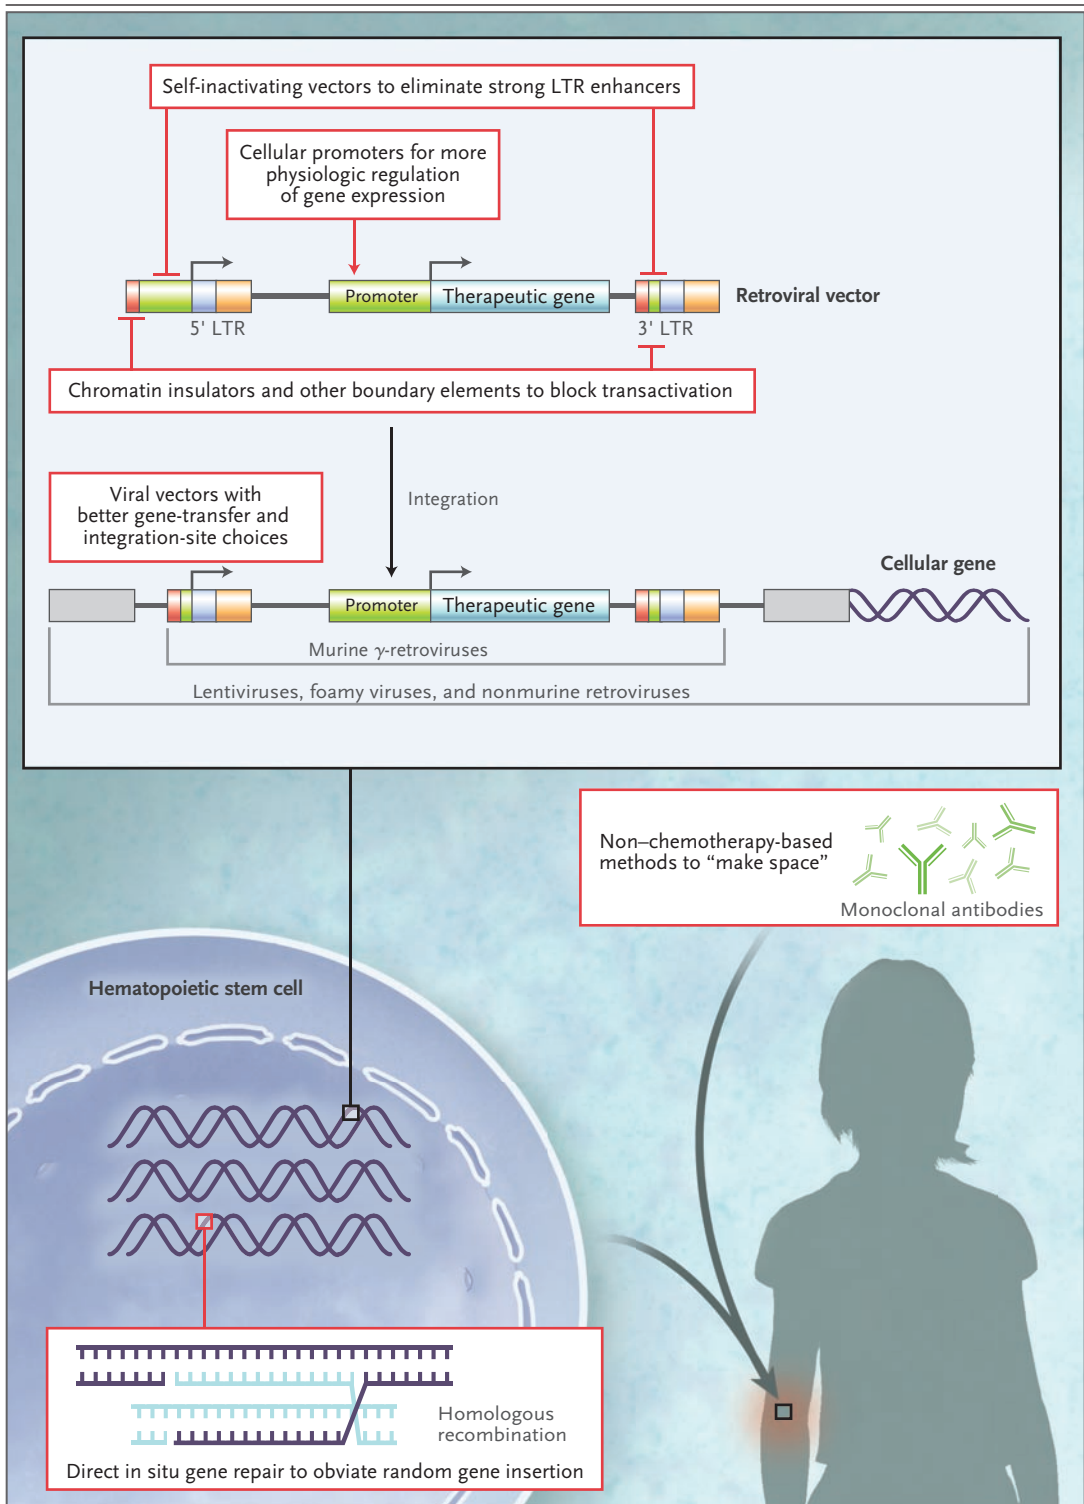 Self-inactivating vectors to eliminate strong LTR enhancers
Cellular promoters for more
physiologic regulation
of gene expression
Promoter
Therapeutic gene
Retroviral vector
5' LTR
3' LTR
Chromatin insulators and other boundary elements to block transactivation
Viral vectors with
better gene-transfer and
integration-site choices
Integration
Cellular gene
Promoter
Therapeutic gene
Murine γ-retroviruses
Lentiviruses, foamy viruses, and nonmurine retroviruses
Non–chemotherapy-based
methods to “make space”
Monoclonal antibodies
Hematopoietic stem cell
Homologous
recombination
Direct in situ gene repair to obviate random gene insertion